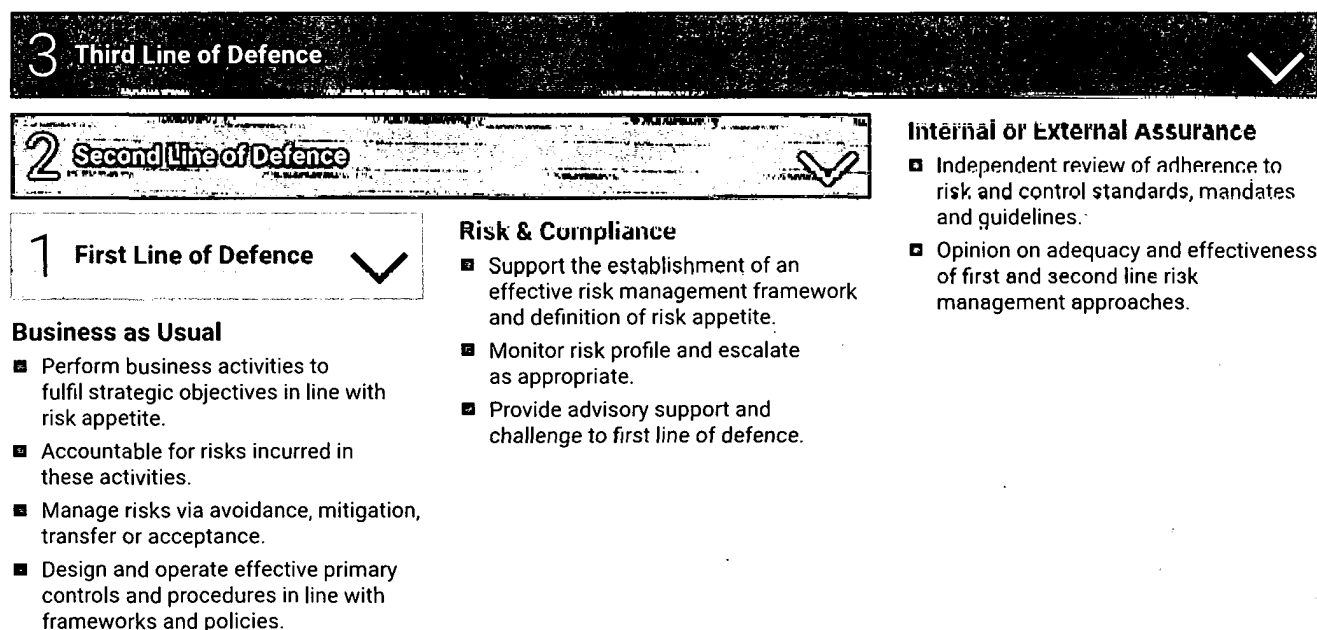 3 Third Line of Defence
2 Second Line of Defence
1 First Line of Defence
Business as Usual
Perform business activities to
fulfil strategic objectives in line with
risk appetite.
Accountable for risks incurred in
these activities.
Manage risks via avoidance, mitigation,
transfer or acceptance.
Design and operate effective primary
controls and procedures in line with
frameworks and policies.
Risk & Compliance
Support the establishment of an
effective risk management framework
and definition of risk appetite.
Monitor risk profile and escalate
as appropriate.
Provide advisory support and
challenge to first line of defence.
Internal or External Assurance
Independent review of adherence to
risk and control standards, mandates
and guidelines.
Opinion on adequacy and effectiveness
of first and second line risk
management approaches.